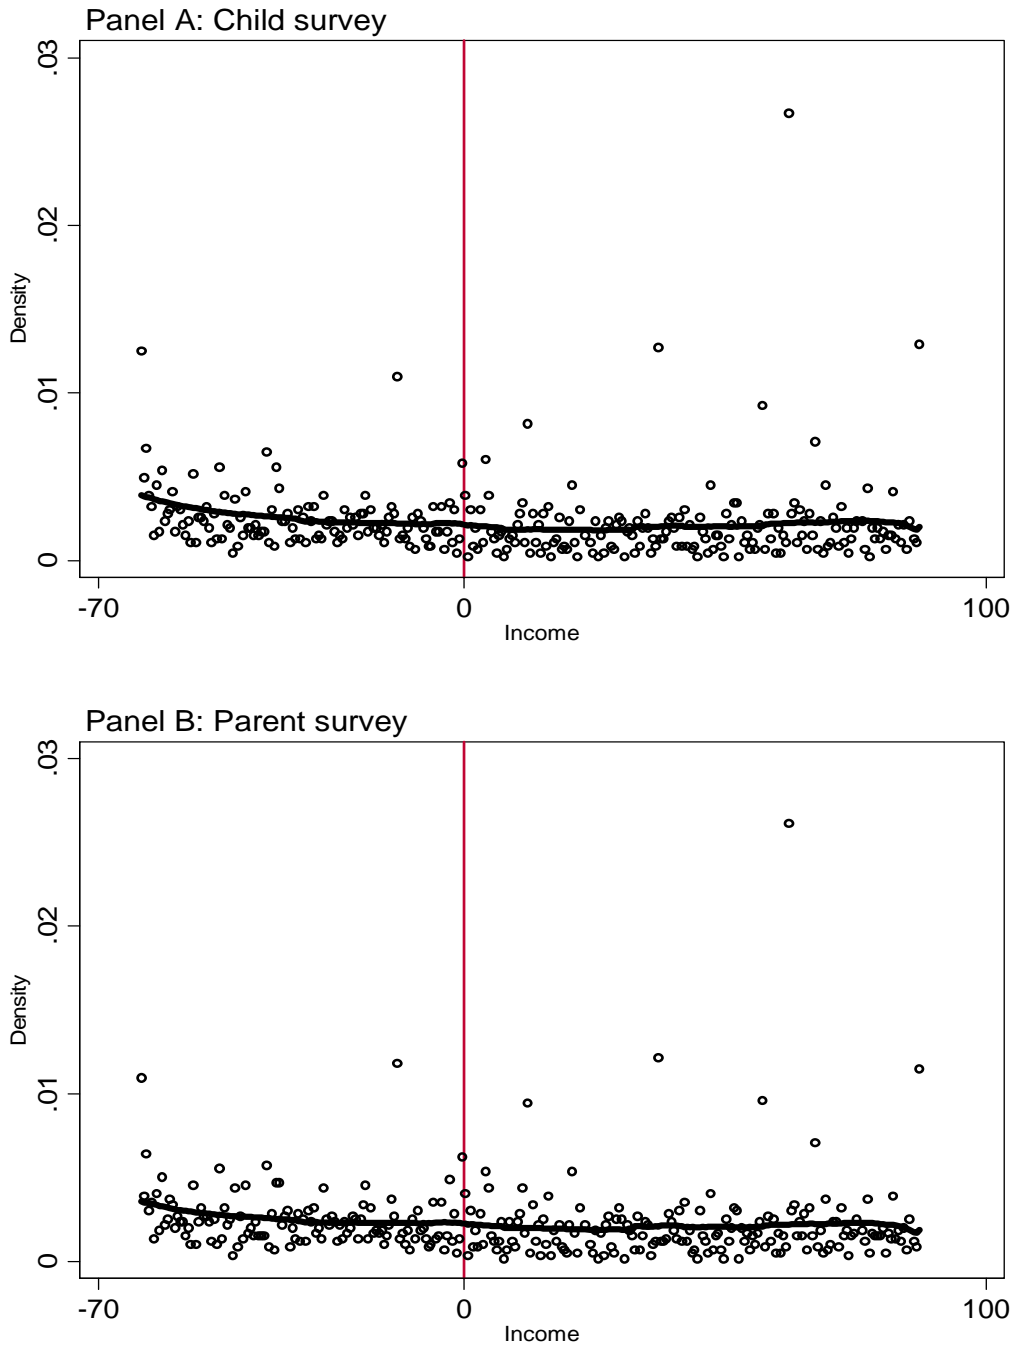 Panel A: Child survey
.03
.02
.01
0
Density
-70 0 100
Income
Panel B: Parent survey
.03
.02
.01
0
Density
-70 0 100
Income